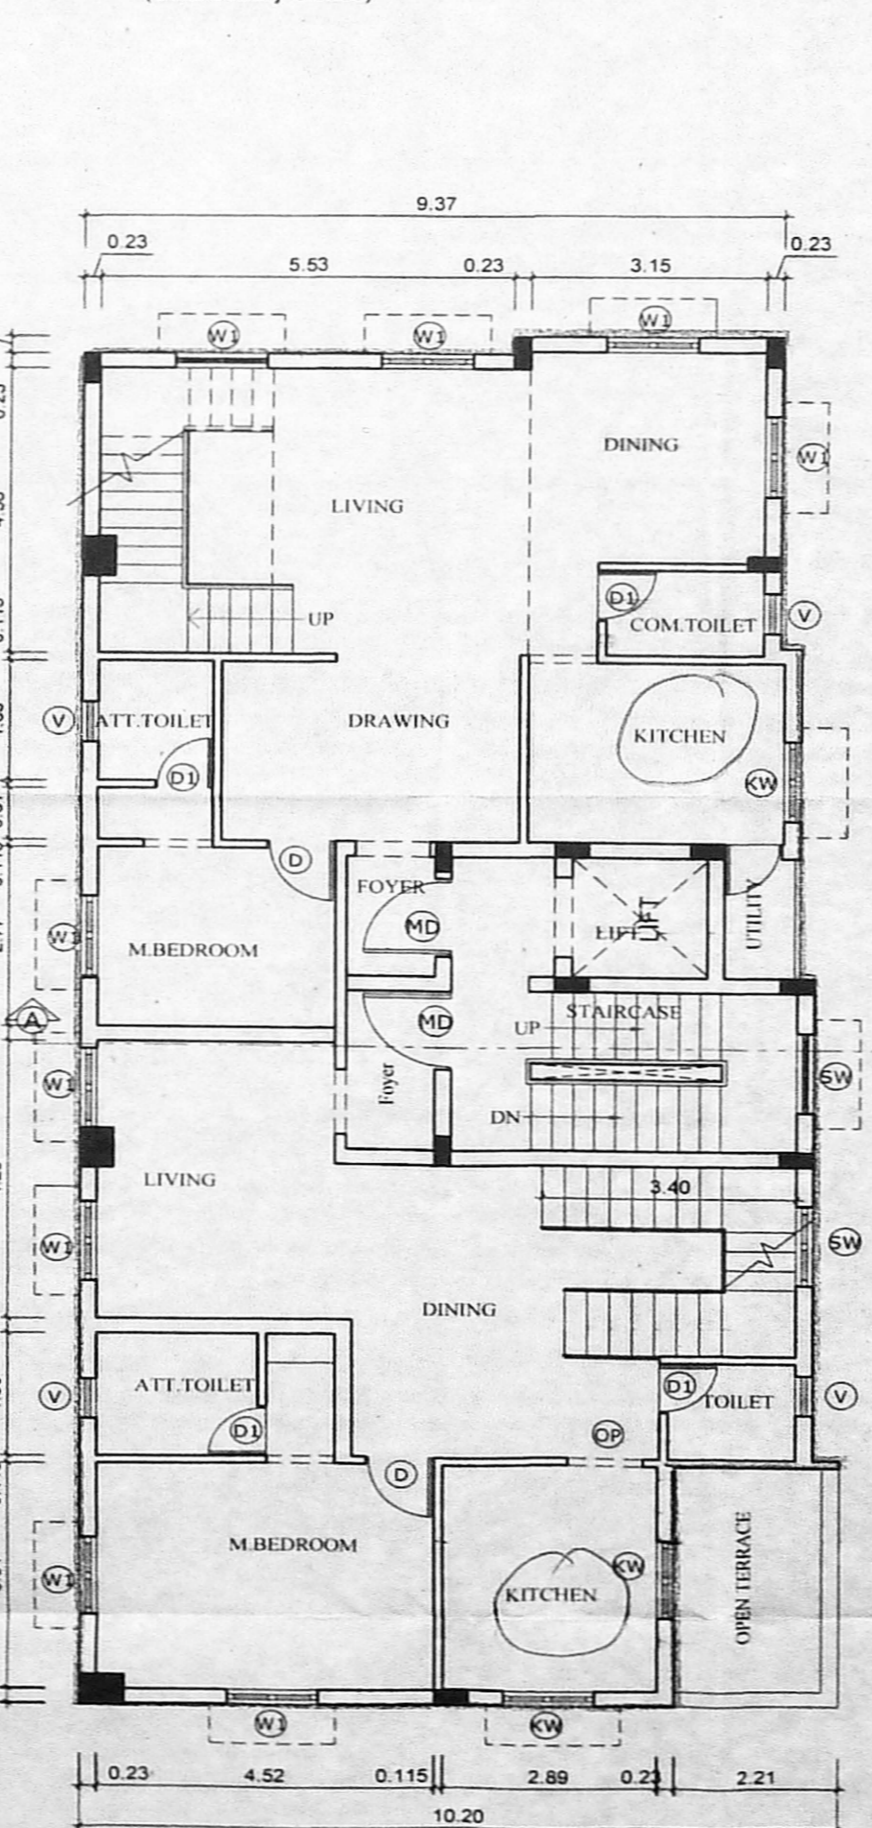 9.37
0.23
0.23
5.53
0.23
3.15
W1
W1
W1
DINING
W1
LIVING
D1
UP
COM.TOILET
V
V
ATT.TOILET
DRAWING
KITCHEN
D1
KW
D
FOYER
UTILITY
MD
LIFT
LIFT
W1
M.BEDROOM
STAIRCASE
A
MD
UP
Foyer
W1
SW
DN
LIVING
3.40
W1
SW
DINING
ATT.TOILET
D1
TOILET
V
V
D1
OP
D
M.BEDROOM
KW
OPEN TERRACE
W1
KITCHEN
W1
KW
0.23
4.52
0.115
2.89
0.23
2.21
10.20